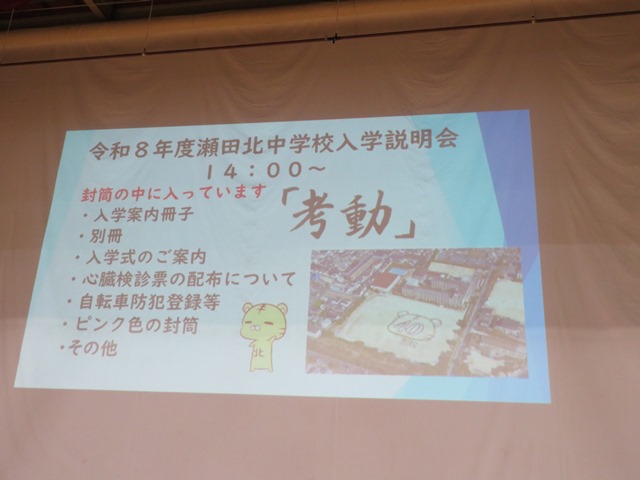 令和８年度瀬田北中学校入学説明会
１４：００～
封筒の中に入っています
「考動」
・入学案内冊子
・別冊
・入学式のご案内
・心臓検診票の配布について
・自転車防犯登録等
・ピンク色の封筒
・その他
北